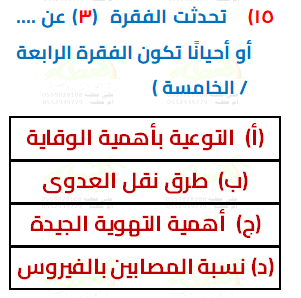 ١٥) تحدثت الفقرة (٣) عن ....
أو أحيانًا تكون الفقرة الرابعة
/ الخامسة )
(أ) التوعية بأهمية الوقاية
(ب) طرق نقل العدوى
(ج) أهمية التهوية الجيدة
(د) نسبة المصابين بالفيروس